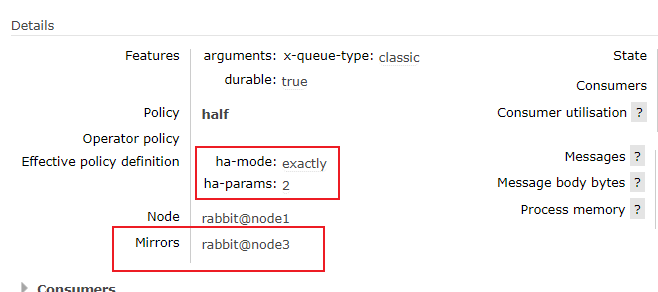 Details
Features arguments: x-queue-type: classic State
durable: true Consumers
Policy half Consumer utilisation ?
Operator policy
Effective policy definition ha-mode: exactly Messages ?
ha-params: 2 Message body bytes ?
Node rabbit@node1 Process memory ?
Mirrors rabbit@node3
Consumers